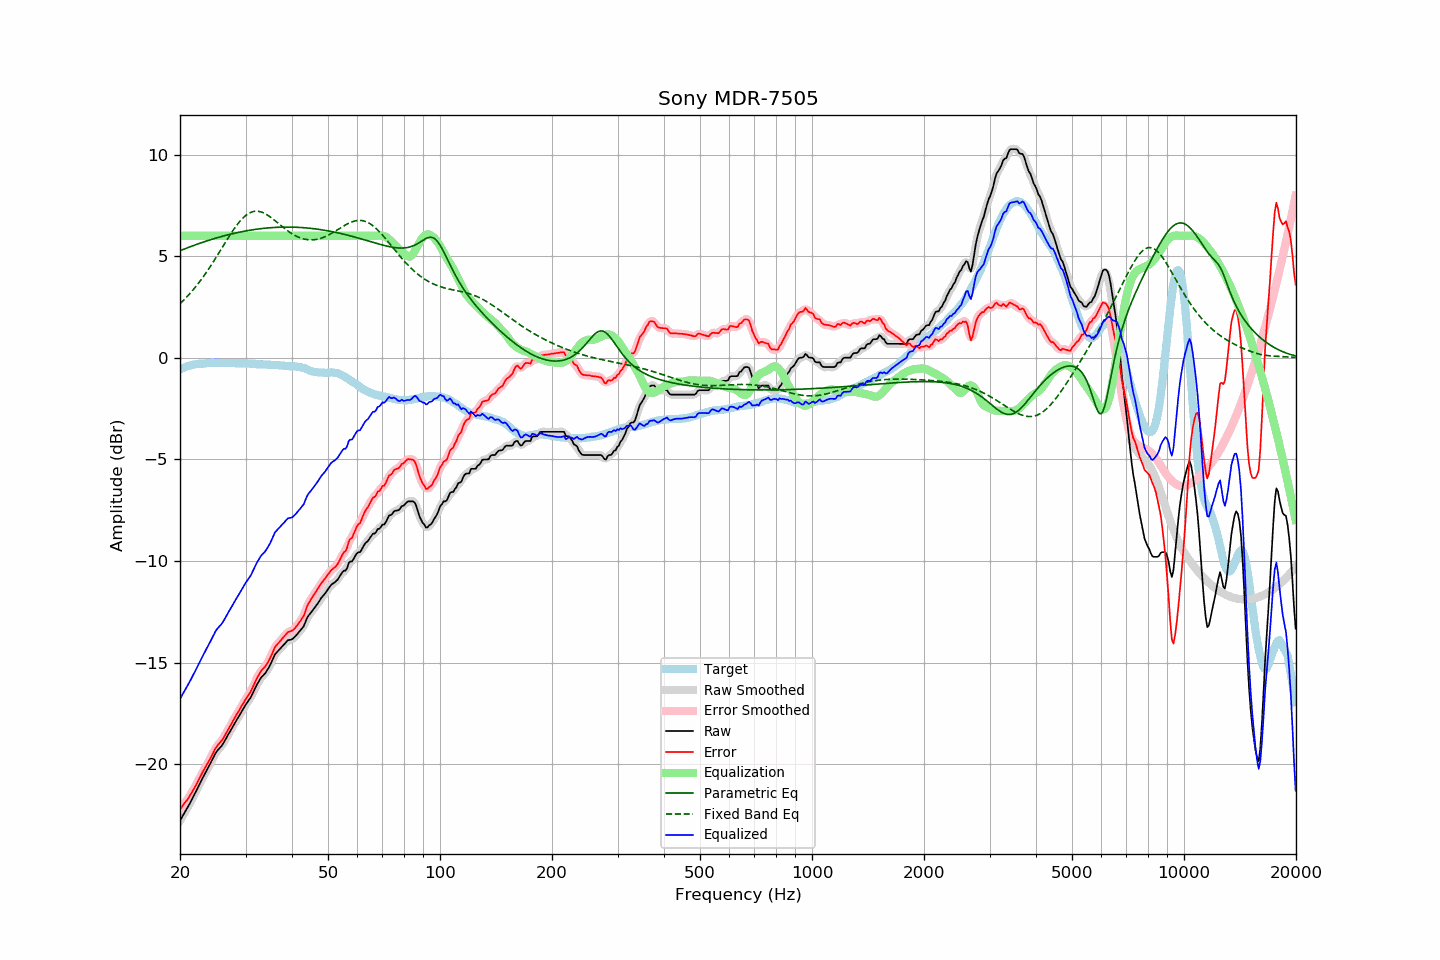 Sony MDR-7505
Amplitude (dBr)
10
5
0
−5
−10
−15
−20
Target
Raw Smoothed
Error Smoothed
Raw
Error
Equalization
Parametric Eq
Fixed Band Eq
Equalized
20 50 100 200 500 1000 2000 5000 10000 20000
Frequency (Hz)